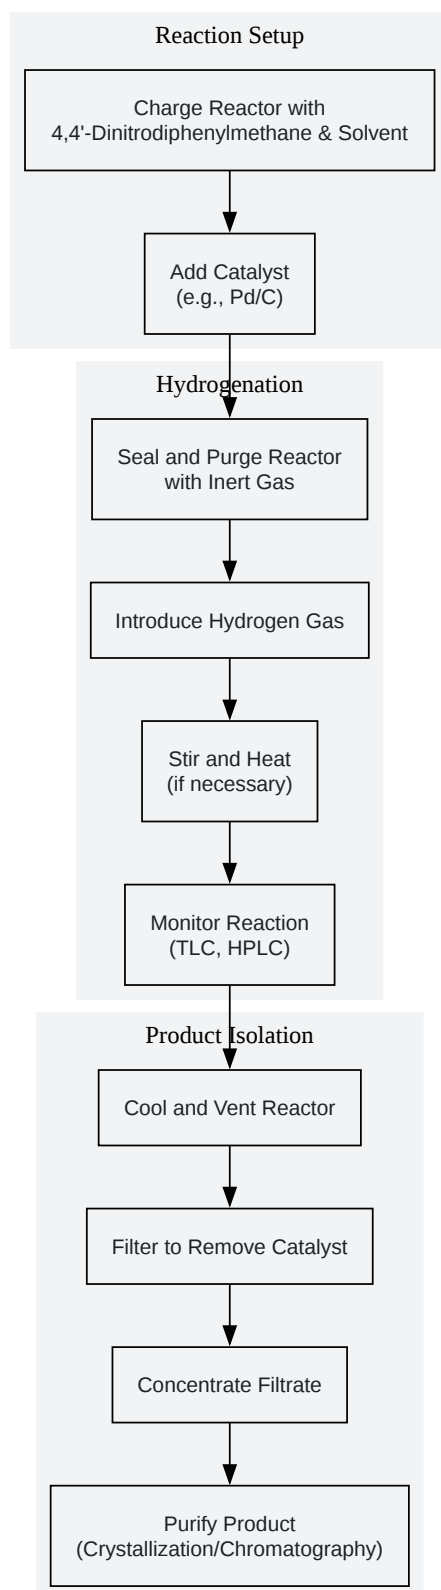 Reaction Setup
Charge Reactor with
4,4'-Dinitrodiphenylmethane & Solvent
Add Catalyst
(e.g., Pd/C)
Hydrogenation
Seal and Purge Reactor
with Inert Gas
Introduce Hydrogen Gas
Stir and Heat
(if necessary)
Monitor Reaction
(TLC, HPLC)
Product Isolation
Cool and Vent Reactor
Filter to Remove Catalyst
Concentrate Filtrate
Purify Product
(Crystallization/Chromatography)